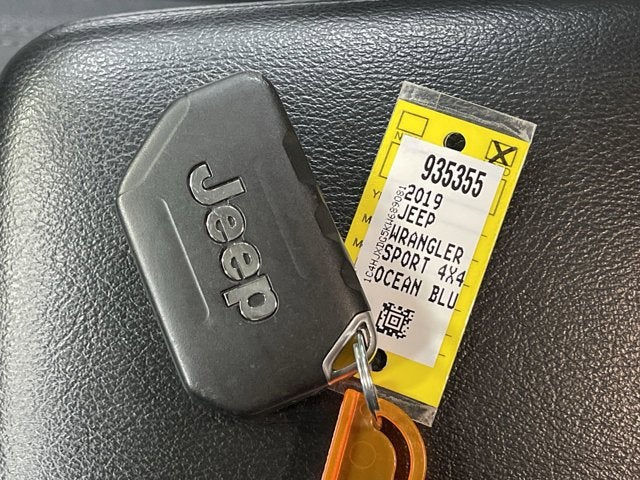 Jeep
935355
2019
JEEP
WRANGLER
SPORT 4X4
OCEAN BLU